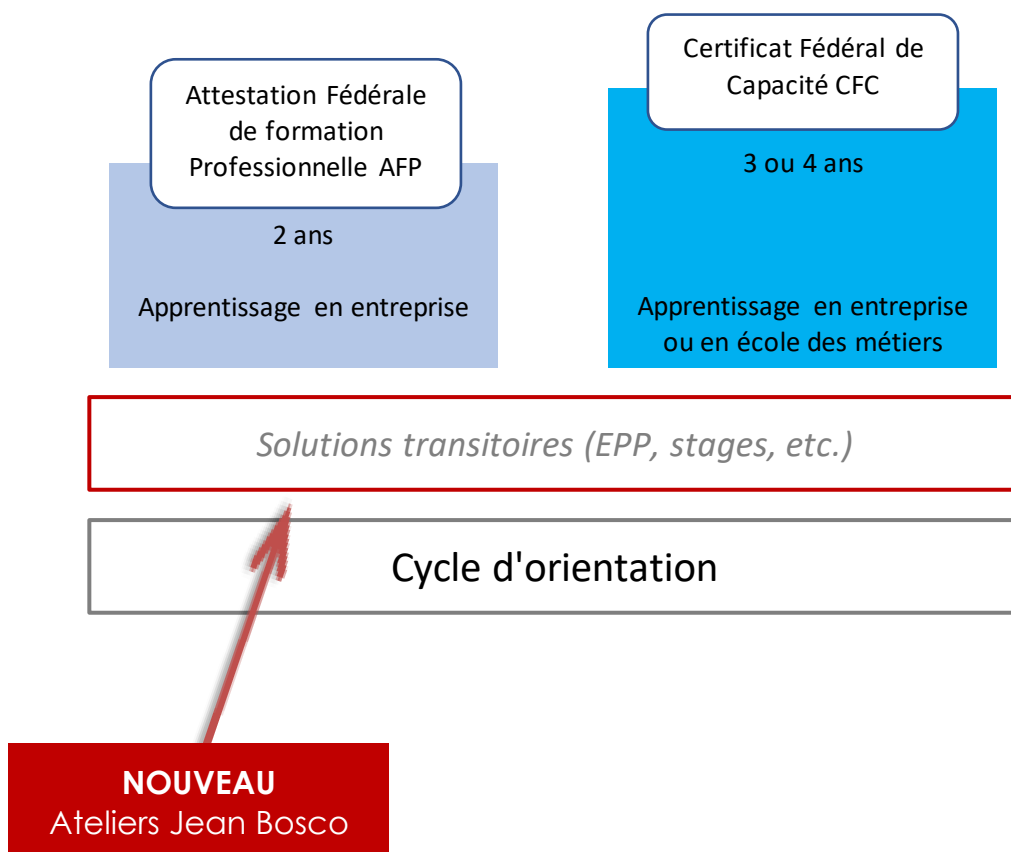 Attestation Fédérale
de formation
Professionnelle AFP
2 ans
Apprentissage en entreprise
Certificat Fédéral de
Capacité CFC
3 ou 4 ans
Apprentissage en entreprise
ou en école des métiers
Solutions transitoires (EPP, stages, etc.)
Cycle d'orientation
NOUVEAU
Ateliers Jean Bosco